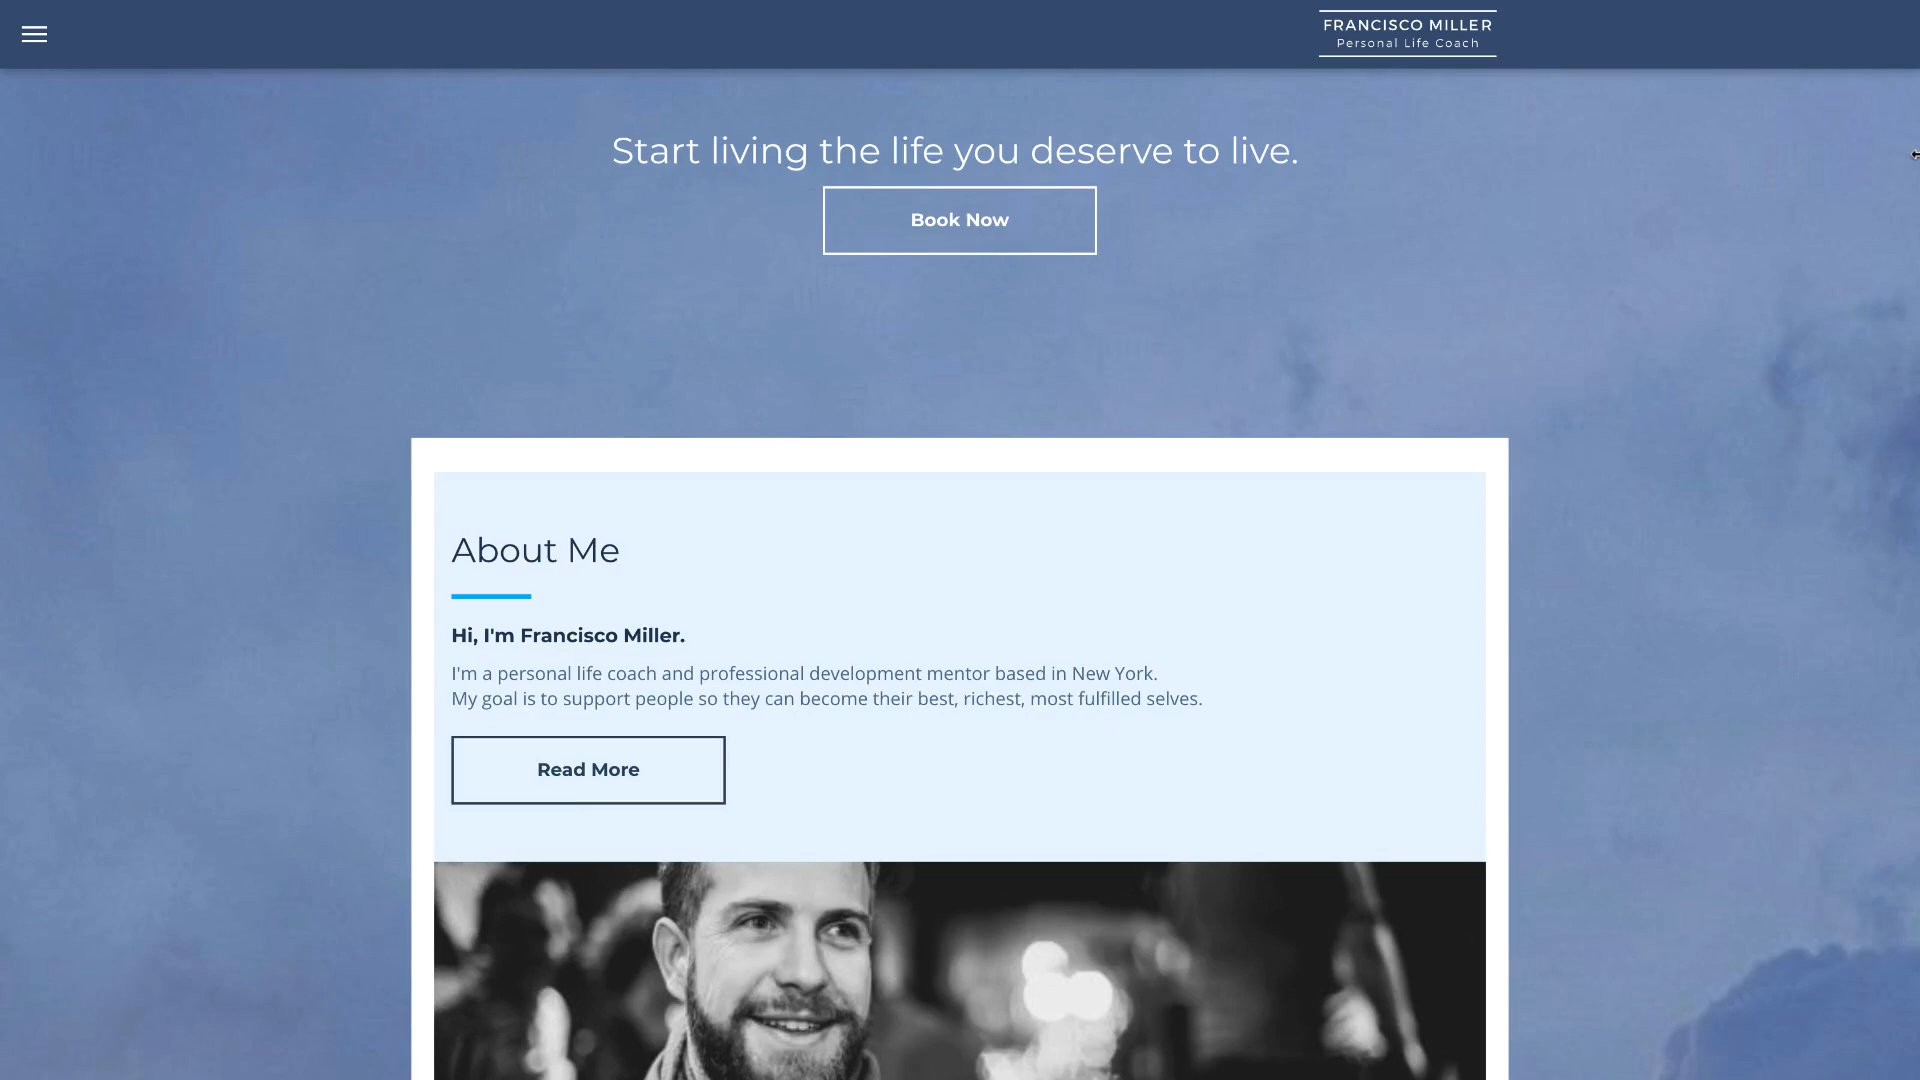 FRANCISCO MILLER
Personal Life Coach
Start living the life you deserve to live.
Book Now
About Me
Hi, I'm Francisco Miller.
I'm a personal life coach and professional development mentor based in New York.
My goal is to support people so they can become their best, richest, most fulfilled selves.
Read More